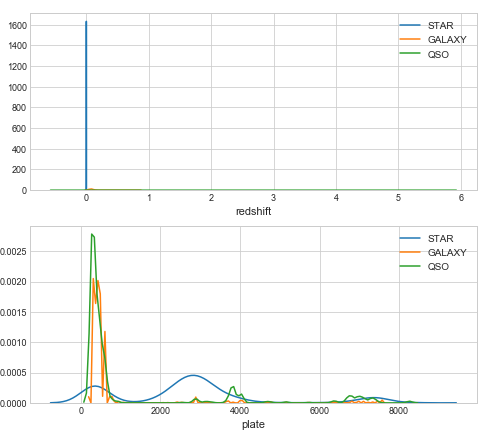 1600
1400
1200
1000
800
600
400
200
0
STAR
GALAXY
QSO
0 1 2 3 4 5 6
redshift
0.0025
0.0020
0.0015
0.0010
0.0005
0.0000
STAR
GALAXY
QSO
0 2000 4000 6000 8000
plate